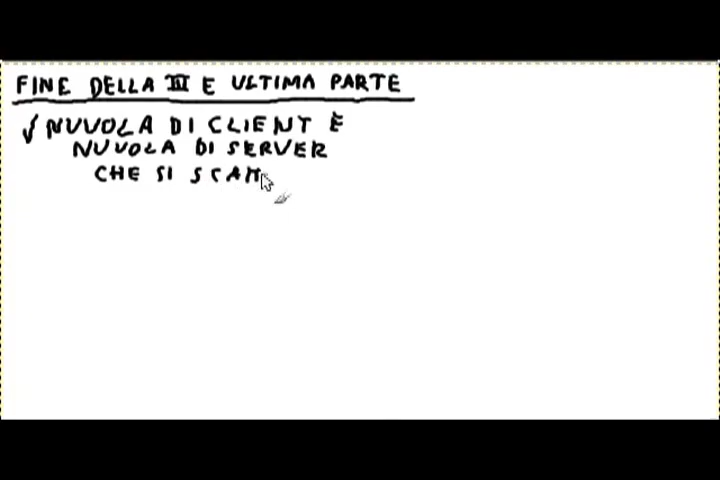 FINE DELLA III E ULTIMA PARTE
√ NUVOLA DI CLIENT E
NUVOLA DI SERVER
CHE SI SCAM